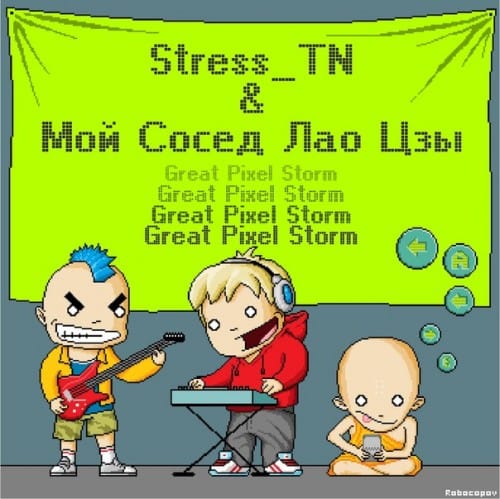 Stress_TN
&
Мой Сосед Лао Цзы
Great Pixel Storm
Great Pixel Storm
Great Pixel Storm
Great Pixel Storm
Robocopov